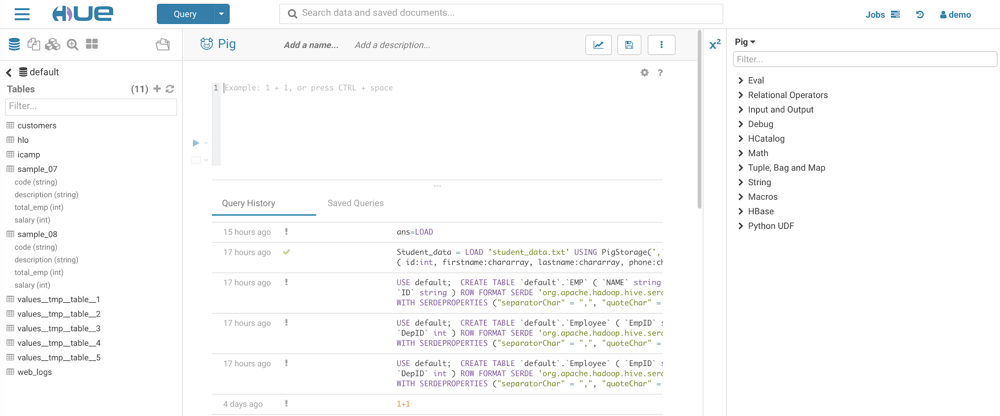 HUE
Query
Search data and saved documents...
Jobs
demo
default
Tables (11)
Filter...
customers
hlo
icamp
sample_07
code (string)
description (string)
total_emp (int)
salary (int)
sample_08
code (string)
description (string)
total_emp (int)
salary (int)
values__tmp__table__1
values__tmp__table__2
values__tmp__table__3
values__tmp__table__4
values__tmp__table__5
web_logs
Pig Add a name... Add a description...
?
1 Example: 1 + 1, or press CTRL + space
Query History Saved Queries
15 hours ago ! ans=LOAD
17 hours ago Student_data = LOAD 'student_data.txt' USING PigStorage(','
( id:int, firstname:chararray, lastname:chararray, phone:ch
17 hours ago ! USE default; CREATE TABLE `default`.`EMP` ( `NAME` string
`ID` string ) ROW FORMAT SERDE 'org.apache.hadoop.hive.serd
WITH SERDEPROPERTIES ("separatorChar" = ",", "quoteChar" =
17 hours ago ! USE default; CREATE TABLE `default`.`Employee` ( `EmpID` s
`DepID` int ) ROW FORMAT SERDE 'org.apache.hadoop.hive.serd
WITH SERDEPROPERTIES ("separatorChar" = ",", "quoteChar" =
17 hours ago ! USE default; CREATE TABLE `default`.`Employee` ( `EmpID` s
`DepID` int ) ROW FORMAT SERDE 'org.apache.hadoop.hive.serd
WITH SERDEPROPERTIES ("separatorChar" = ",", "quoteChar" =
4 days ago ! 1+1
x²
Pig
Filter...
Eval
Relational Operators
Input and Output
Debug
HCatalog
Math
Tuple, Bag and Map
String
Macros
HBase
Python UDF